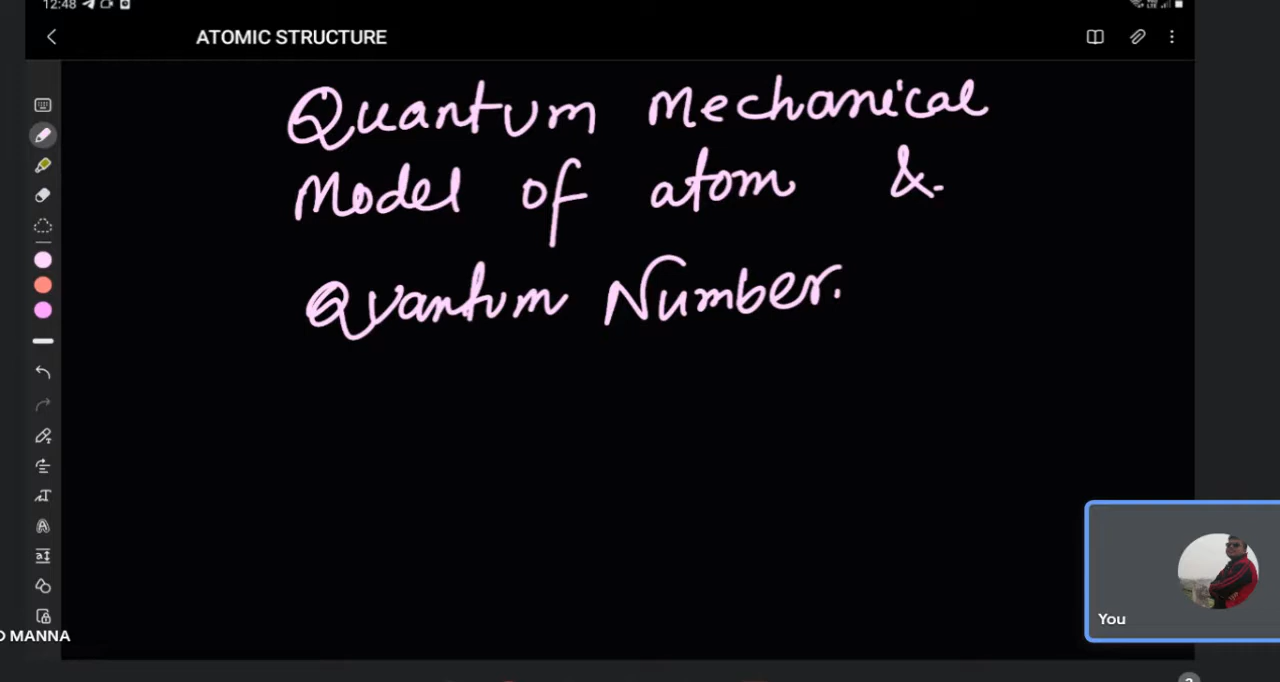 12:48
ATOMIC STRUCTURE
Quantum Mechanical
Model of atom &
Quantum Number.
MANNA
You